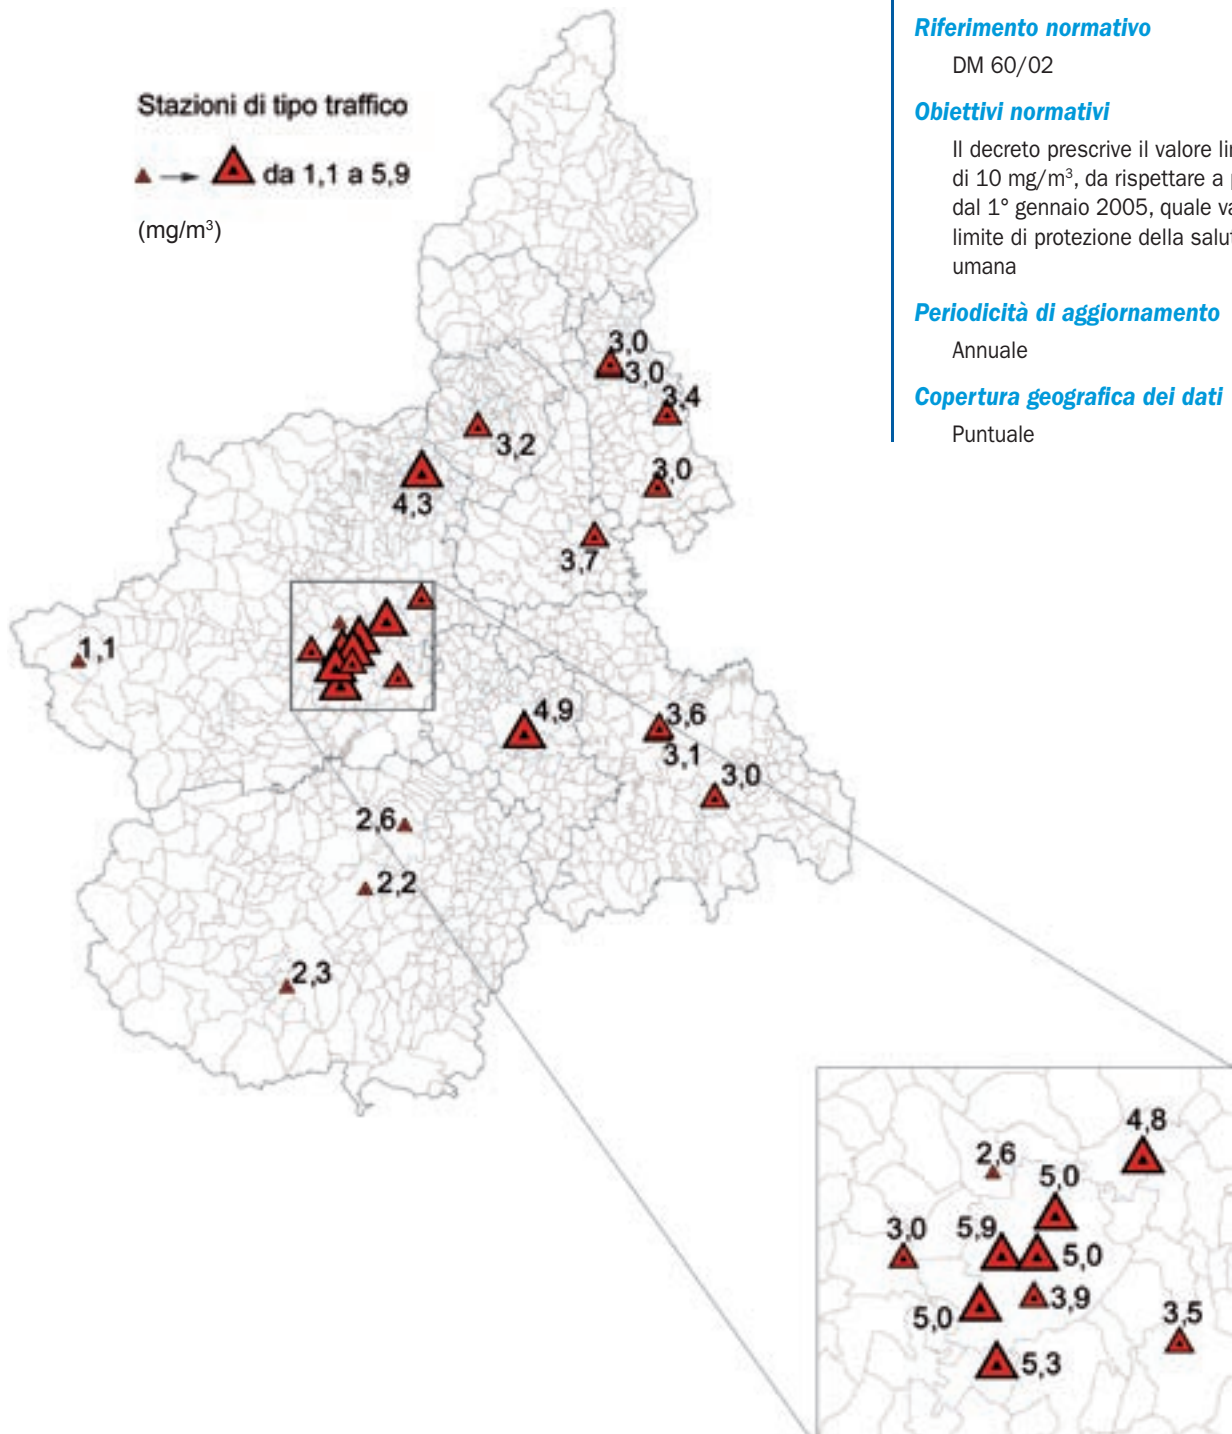 Riferimento normativo
DM 60/02
Obiettivi normativi
Il decreto prescrive il valore
di 10 mg/m³, da rispettare a
dal 1° gennaio 2005, quale
limite di protezione della
umana
Periodicità di aggiornamento
Annuale
Copertura geografica dei dati
Puntuale
Stazioni di tipo traffico
da 1,1 a 5,9
(mg/m³)
3,0
3,0
3,4
3,2
3,0
4,3
3,7
1,1
4,9
3,6
3,1
3,0
2,6
2,2
2,3
4,8
2,6
5,0
3,0
5,9
5,0
3,9
5,0
3,5
5,3